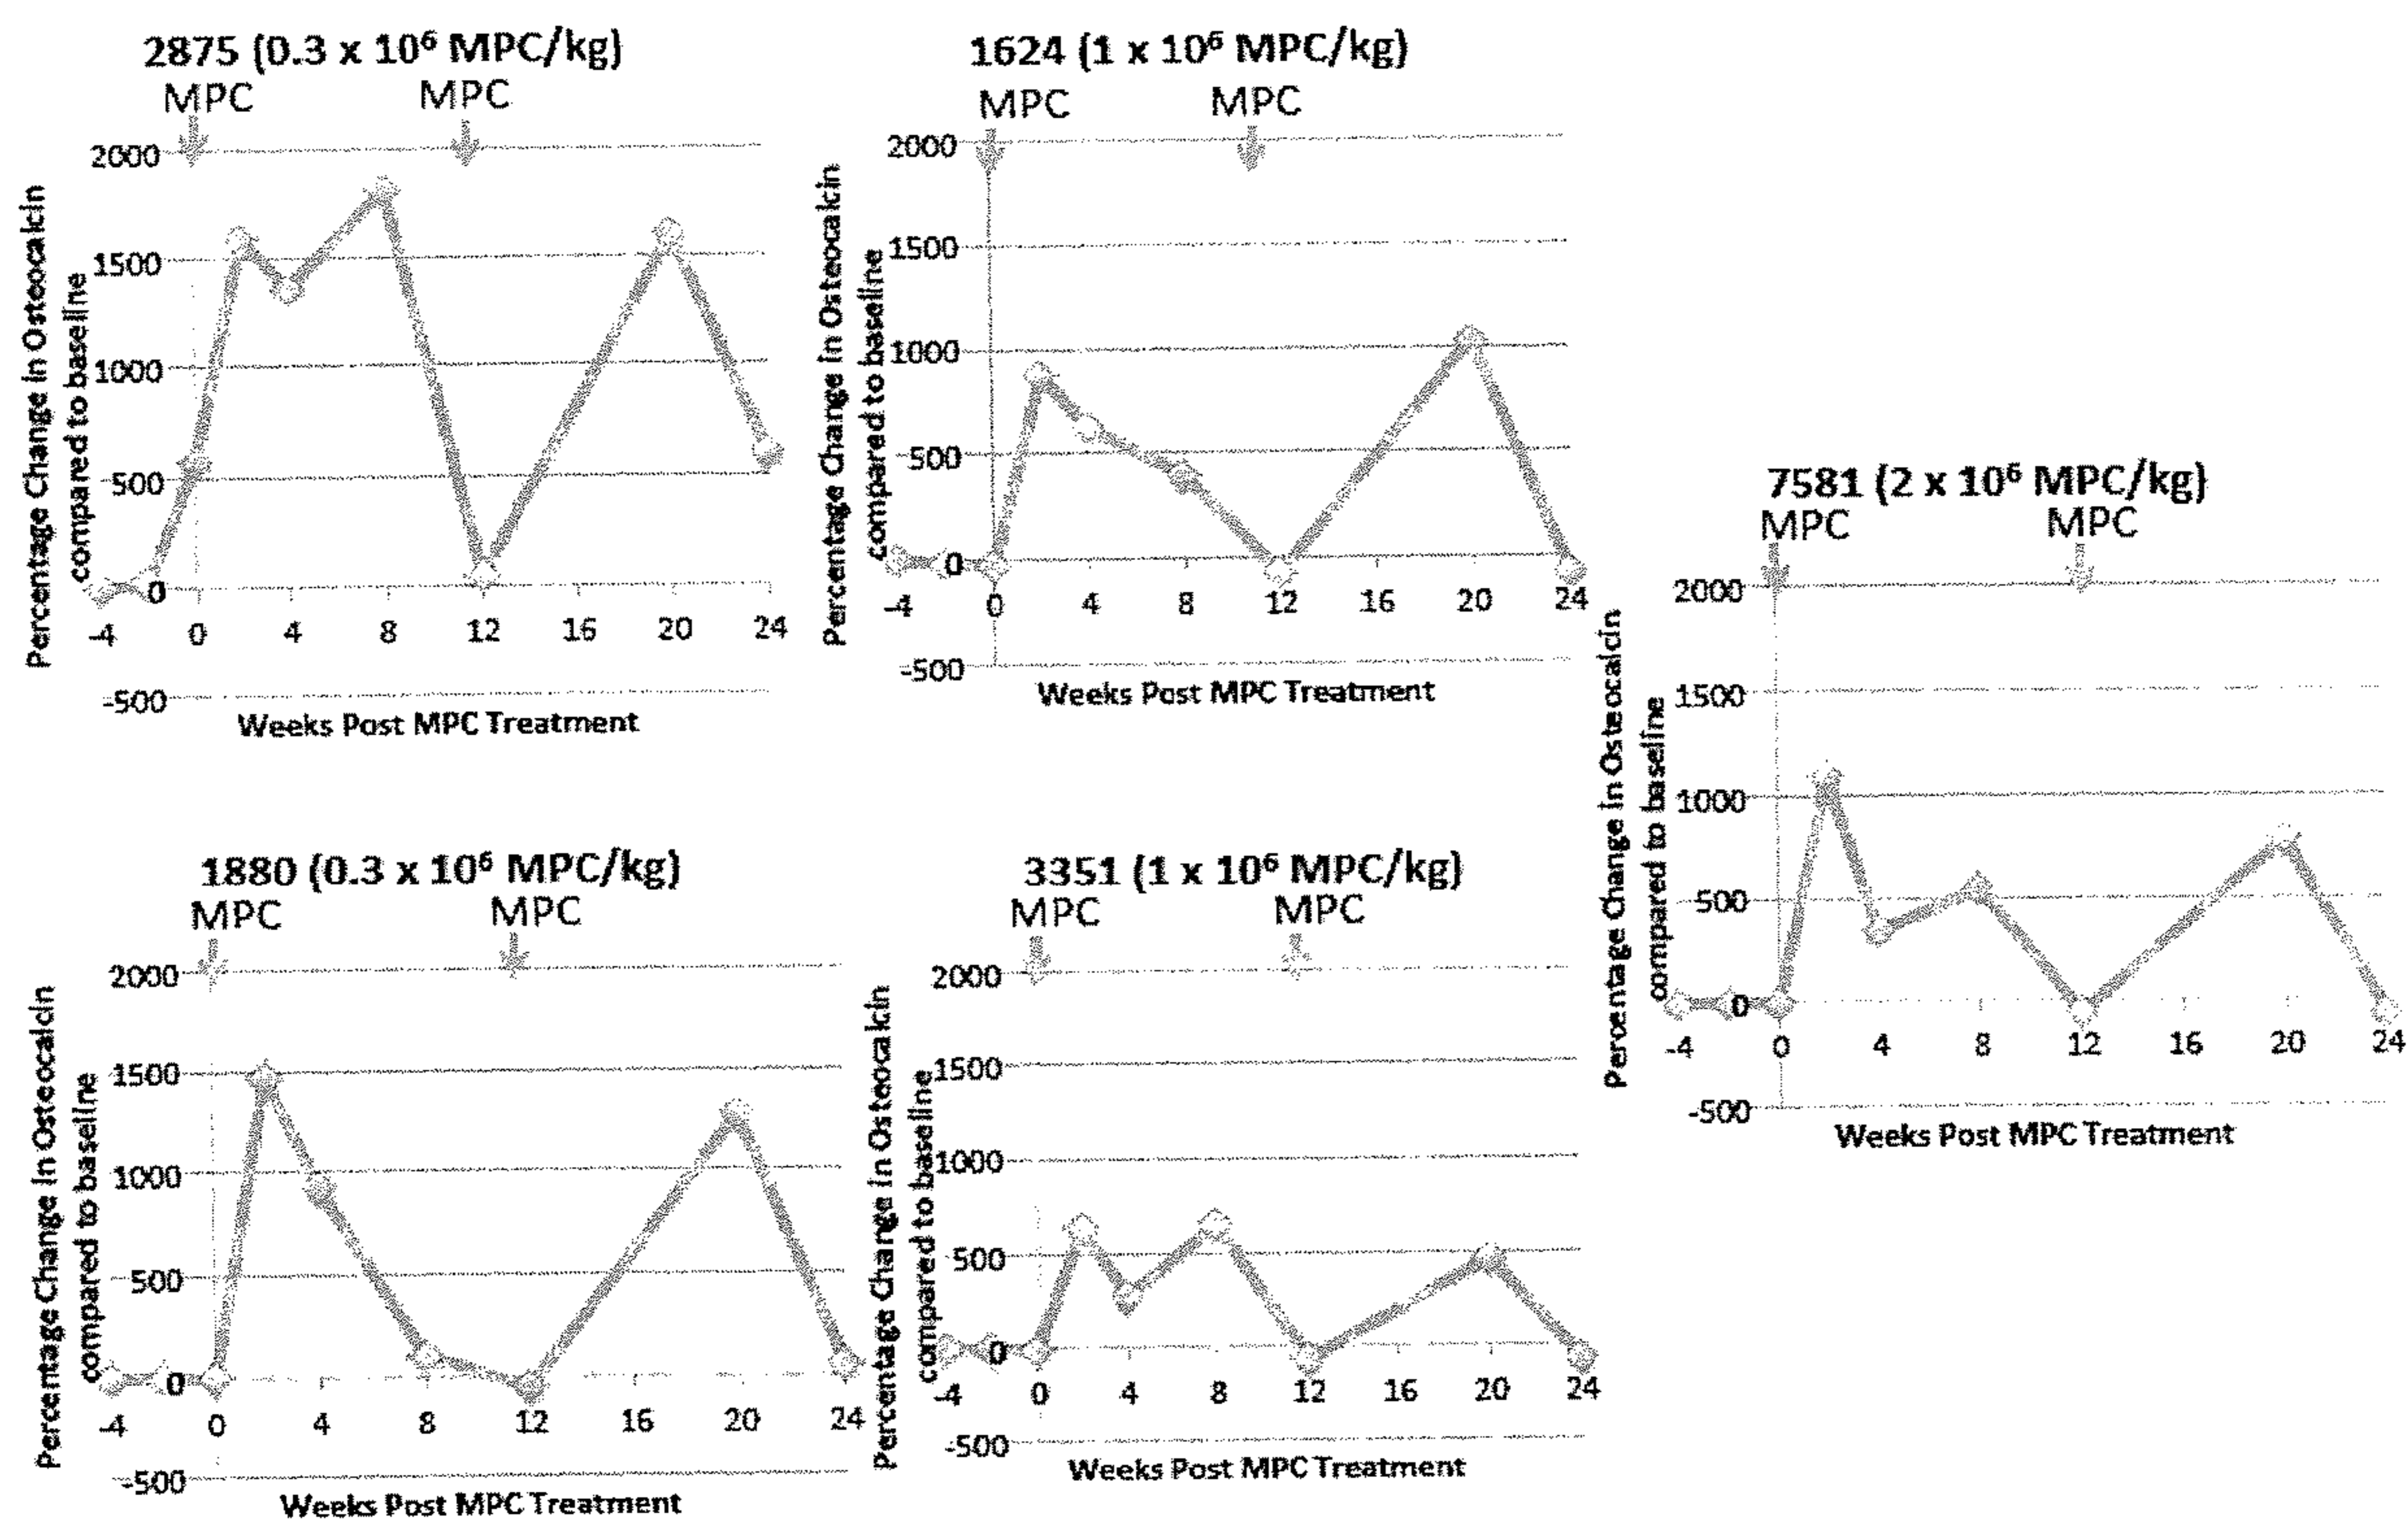 2875 (0.3 x 10⁶ MPC/kg)
MPC MPC
Percentage Change in Osteocalcin
compared to baseline
2000
1500
1000
500
0
-500
-4 0 4 8 12 16 20 24
Weeks Post MPC Treatment
1624 (1 x 10⁶ MPC/kg)
MPC MPC
Percentage Change in Osteocalcin
compared to baseline
2000
1500
1000
500
0
-500
-4 0 4 8 12 16 20 24
Weeks Post MPC Treatment
7581 (2 x 10⁶ MPC/kg)
MPC MPC
Percentage Change in Osteocalcin
compared to baseline
2000
1500
1000
500
0
-500
-4 0 4 8 12 16 20 24
Weeks Post MPC Treatment
1880 (0.3 x 10⁶ MPC/kg)
MPC MPC
Percentage Change in Osteocalcin
compared to baseline
2000
1500
1000
500
0
-500
-4 0 4 8 12 16 20 24
Weeks Post MPC Treatment
3351 (1 x 10⁶ MPC/kg)
MPC MPC
Percentage Change in Osteocalcin
compared to baseline
2000
1500
1000
500
0
-500
-4 0 4 8 12 16 20 24
Weeks Post MPC Treatment